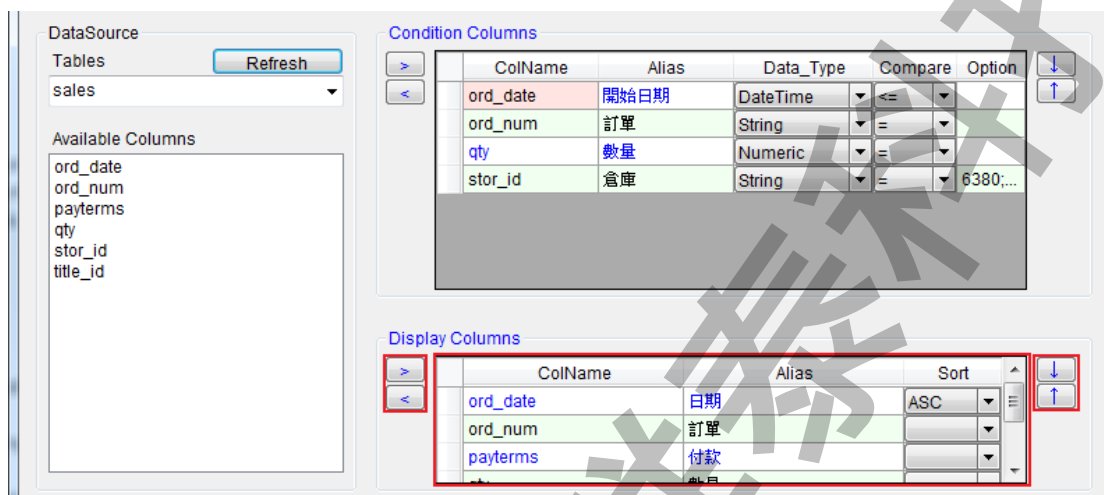 DataSource
Tables
Refresh
sales
Available Columns
ord_date
ord_num
payterms
qty
stor_id
title_id
Condition Columns
> 
<
ColName Alias Data_Type Compare Option
ord_date 開始日期 DateTime <=
ord_num 訂單 String =
qty 數量 Numeric =
stor_id 倉庫 String = 6380;...
↓
↑
Display Columns
>
<
ColName Alias Sort
ord_date 日期 ASC
ord_num 訂單
payterms 付款
↓
↑